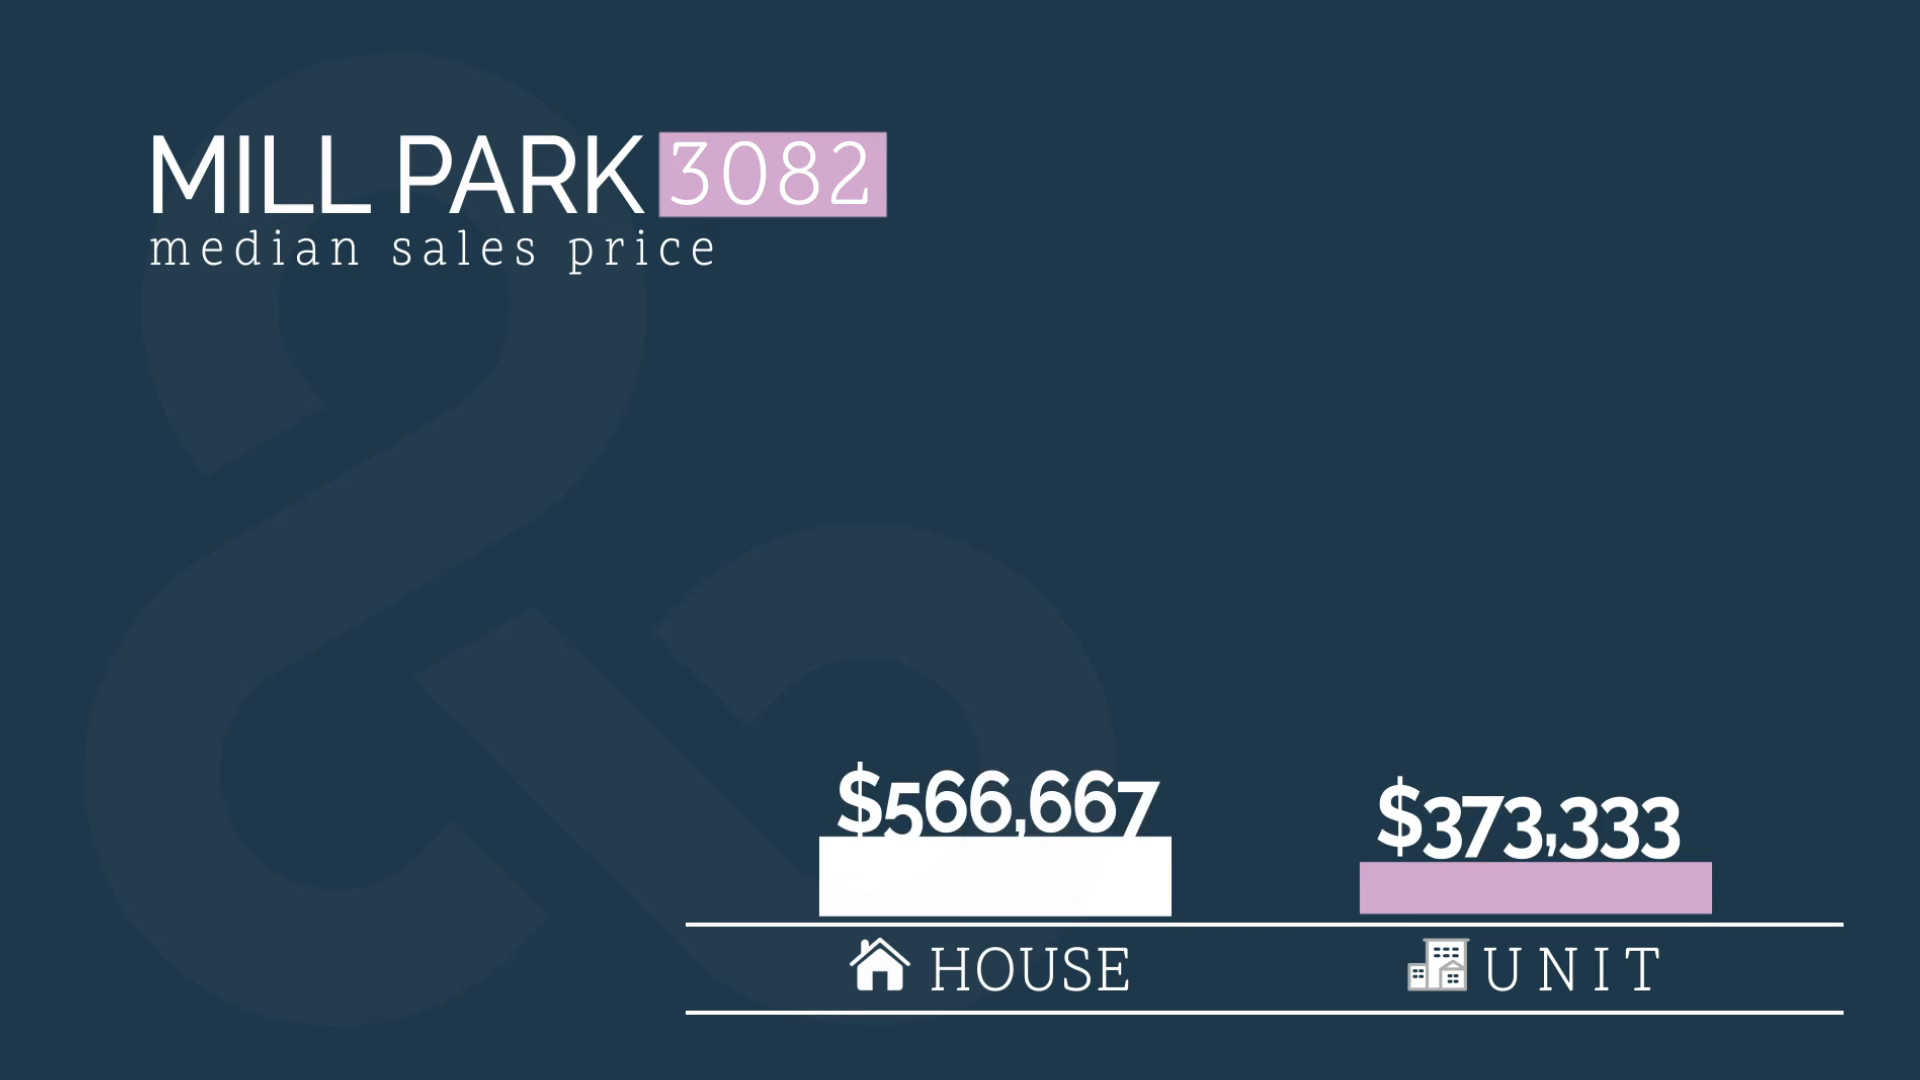 MILL PARK 3082
median sales price
$566,667
$373,333
HOUSE
UNIT